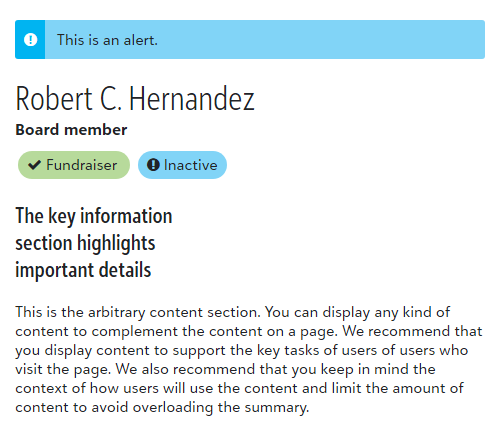 This is an alert.
Robert C. Hernandez
Board member
Fundraiser Inactive
The key information
section highlights
important details
This is the arbitrary content section. You can display any kind of
content to complement the content on a page. We recommend that
you display content to support the key tasks of users of users who
visit the page. We also recommend that you keep in mind the
context of how users will use the content and limit the amount of
content to avoid overloading the summary.